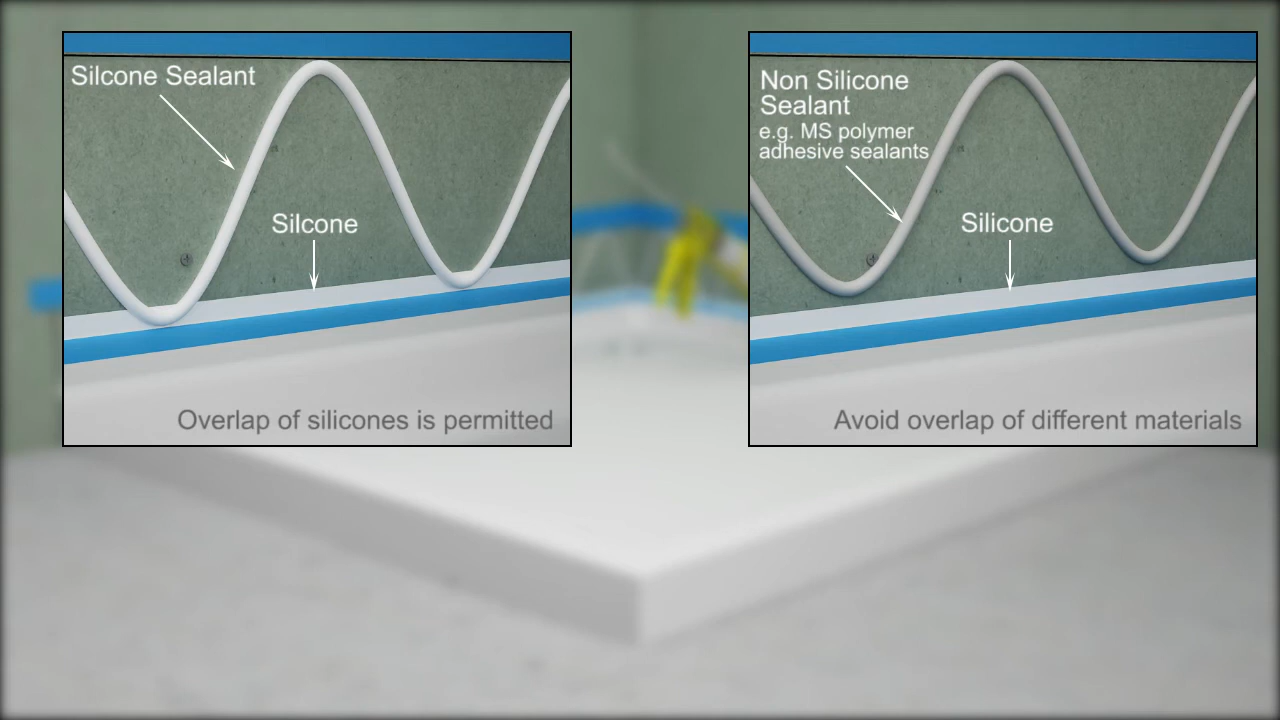 Silcone Sealant
Silcone
Overlap of silicones is permitted
Non Silicone
Sealant
e.g. MS polymer
adhesive sealants
Silicone
Avoid overlap of different materials